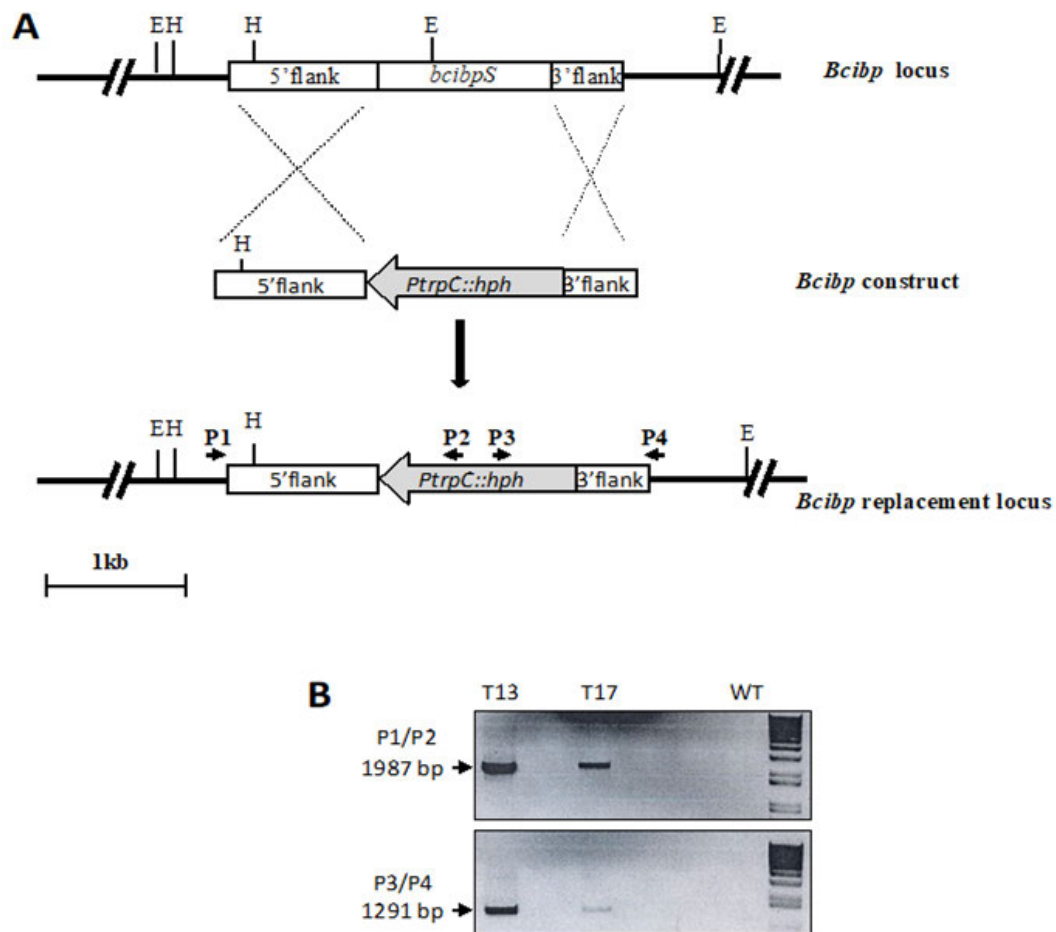 A
E H H E E
5'flank bcibpS 3'flank
Bcibp locus
H
5'flank PtrpC::hph 3'flank
Bcibp construct
E H P1 H P2 P3 P4 E
5'flank PtrpC::hph 3'flank
Bcibp replacement locus
1kb
B
T13 T17 WT
P1/P2
1987 bp
P3/P4
1291 bp